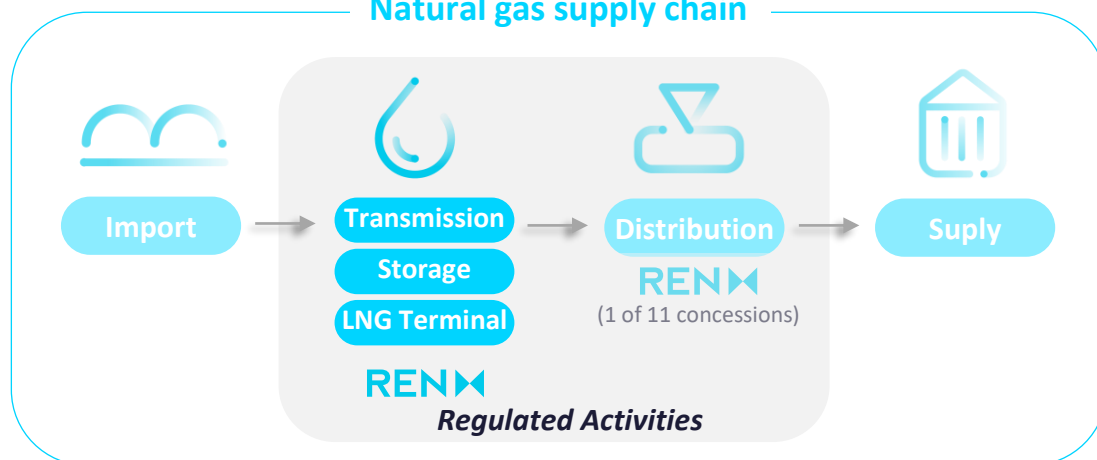 Natural gas supply chain
Import
Transmission
Storage
LNG Terminal
REN
Distribution
REN
(1 of 11 concessions)
Suply
Regulated Activities